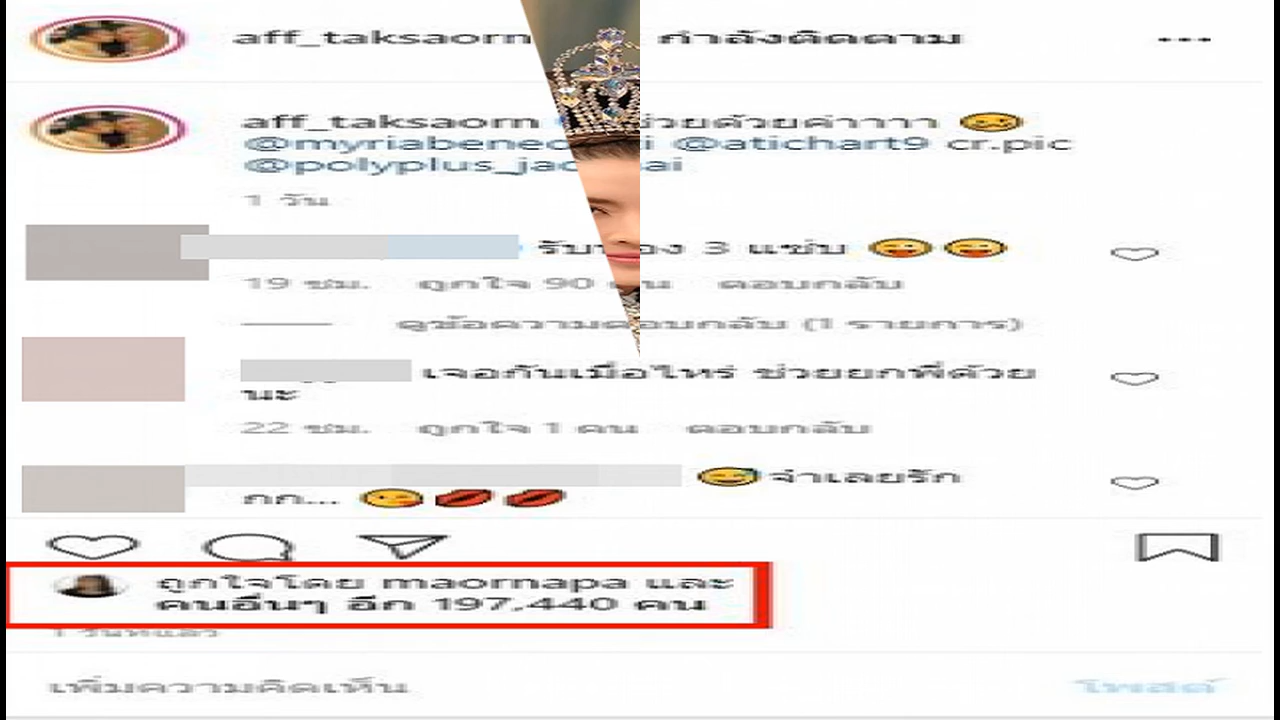 aff_taksaorn กำลังติดตาม
aff_taksaorn ช่วยด้วยค่าาาา
@myriabenec i @atichart9 cr.pic
@polyplus_jac ai
1 วัน
รับ อง 3 แซ่บ
19 ชม. ถูกใจ 90 คน ตอบกลับ
ดูข้อความตอบกลับ (1 รายการ)
เจอกันเมื่อไหร่ ช่วยยกพี่ด้วย
นะ
22 ชม. ถูกใจ 1 คน ตอบกลับ
จ่าเลยรัก
กก...
ถูกใจโดย maornapa และ
คนอื่นๆ อีก 197,440 คน
1 วันที่แล้ว
เพิ่มความคิดเห็น
โพสต์